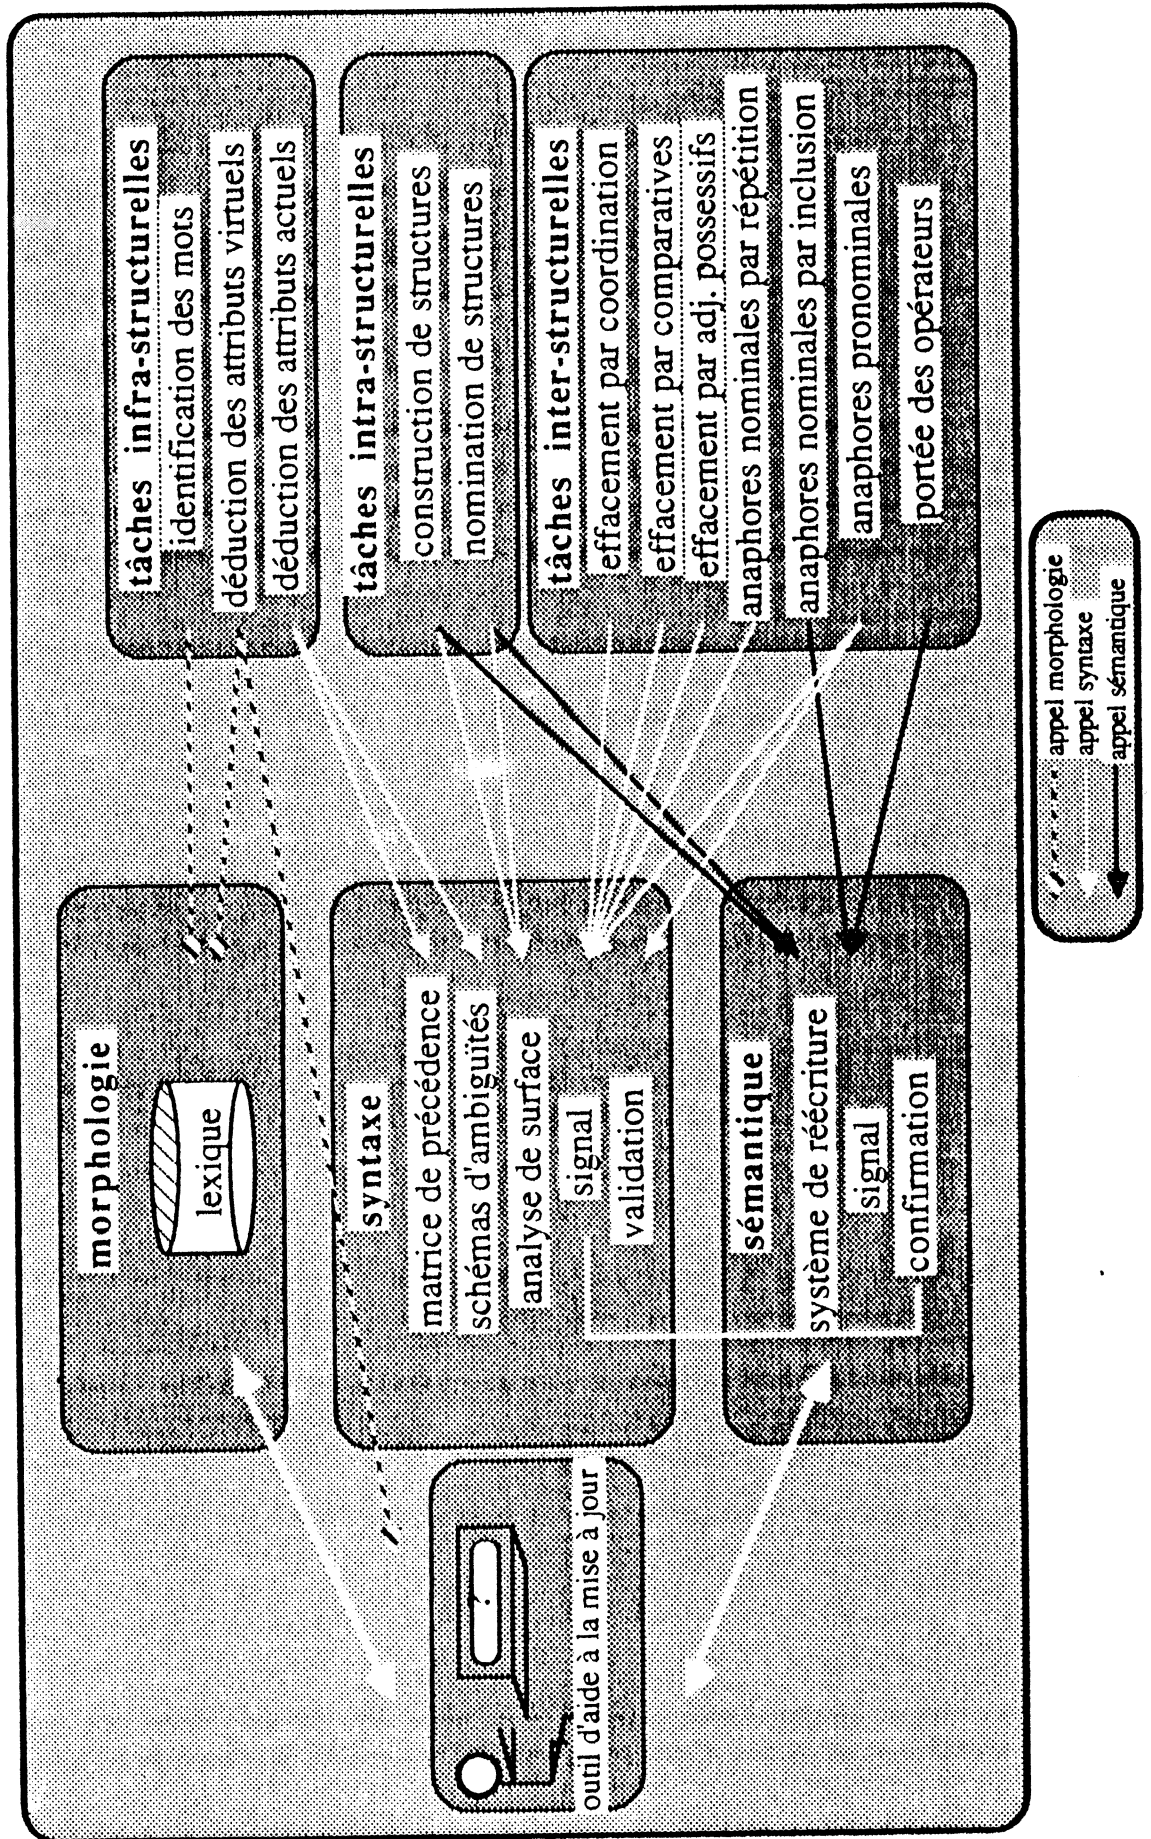 tâches infra-structurelles
identification des mots
déduction des attributs virtuels
déduction des attributs actuels
tâches intra-structurelles
construction de structures
nomination de structures
tâches inter-structurelles
effacement par coordination
effacement par comparatives
effacement par adj. possessifs
anaphores nominales par répétition
anaphores nominales par inclusion
anaphores pronominales
portée des opérateurs
morphologie
lexique
syntaxe
matrice de précédence
schémas d'ambiguïtés
analyse de surface
signal
validation
sémantique
système de réécriture
signal
confirmation
?
outil d'aide à la mise à jour
appel morphologie
appel syntaxe
appel sémantique